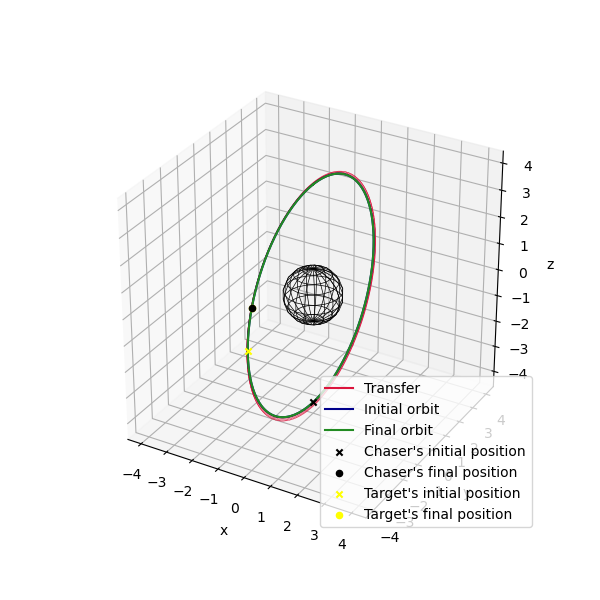 4
3
2
1
0
−1
−2
−3
−4
z
−4
−3
−2
−1
0
1
2
3
4
x
−4
−3
−2
3
4
Transfer
Initial orbit
Final orbit
Chaser's initial position
Chaser's final position
Target's initial position
Target's final position